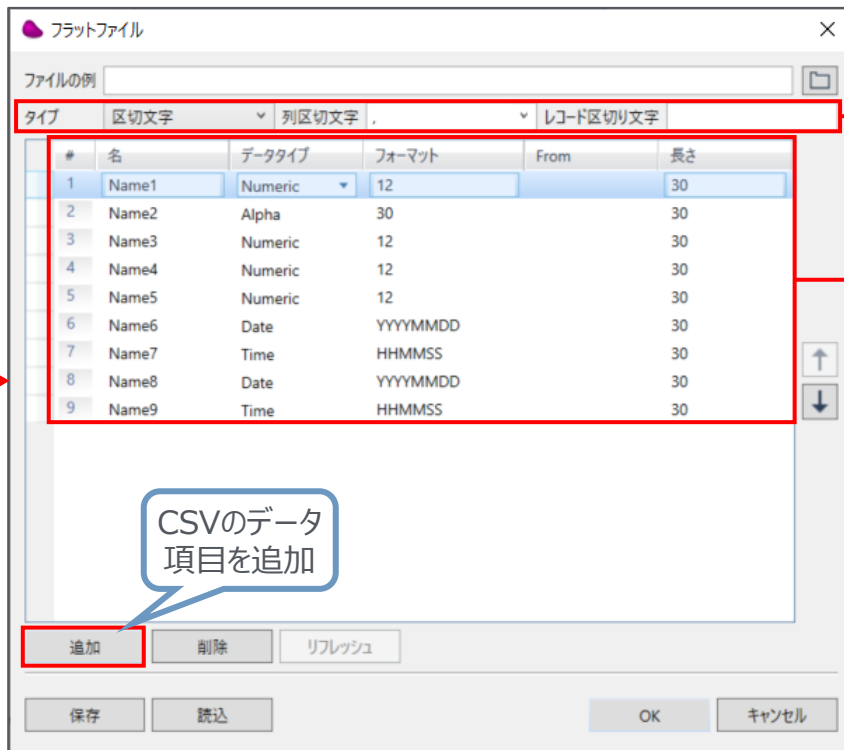 フラットファイル
ファイルの例
タイプ 区切文字 列区切文字 , レコード区切り文字
# 名 データタイプ フォーマット From 長さ
1 Name1 Numeric 12 30
2 Name2 Alpha 30 30
3 Name3 Numeric 12 30
4 Name4 Numeric 12 30
5 Name5 Numeric 12 30
6 Name6 Date YYYYMMDD 30
7 Name7 Time HHMMSS 30
8 Name8 Date YYYYMMDD 30
9 Name9 Time HHMMSS 30
CSVのデータ
項目を追加
追加 削除 リフレッシュ
保存 読込 OK キャンセル